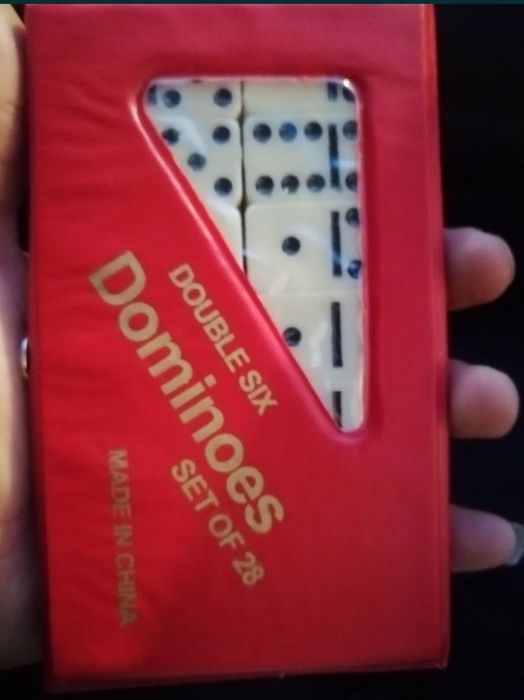 DOUBLE SIX
Dominoes
SET OF 28
MADE IN CHINA